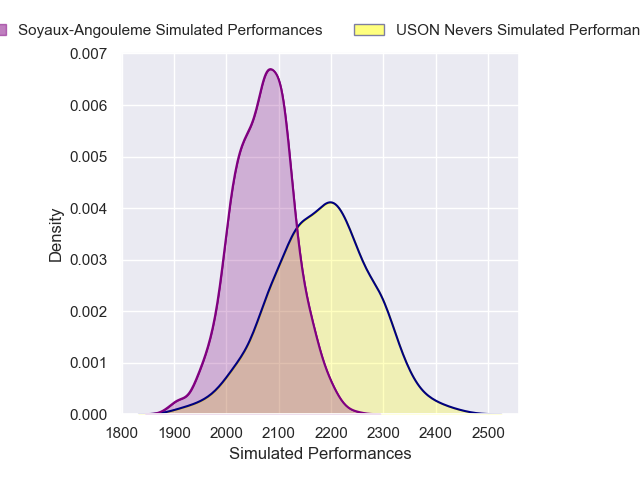 Soyaux-Angouleme Simulated Performances USON Nevers Simulated Performan
0.007
0.006
0.005
0.004
0.003
0.002
0.001
0.000
Density
1800 1900 2000 2100 2200 2300 2400 2500
Simulated Performances